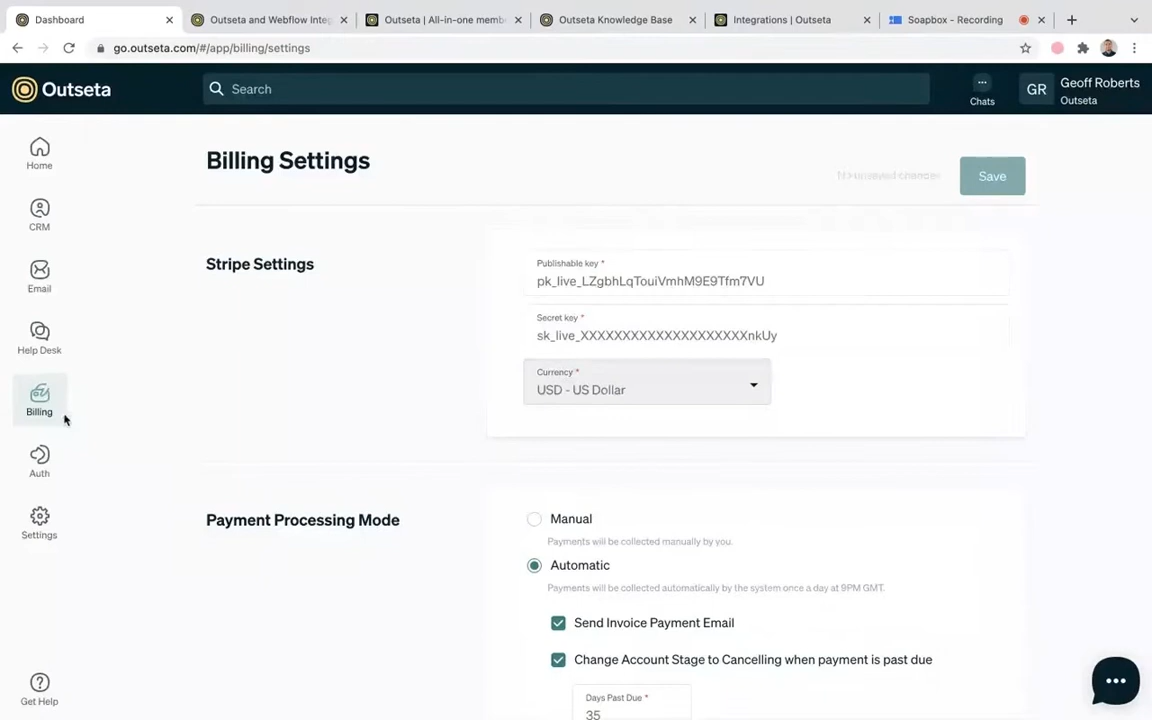 Dashboard
Outseta and Webflow Integ
Outseta | All-in-one memb
Outseta Knowledge Base
Integrations | Outseta
Soapbox - Recording
go.outseta.com/#/app/billing/settings
Outseta
Search
Chats
GR
Geoff Roberts
Outseta
Home
CRM
Email
Help Desk
Billing
Auth
Settings
Get Help
Billing Settings
No unsaved changes
Save
Stripe Settings
Publishable key *
pk_live_LZgbhLqTouiVmhM9E9Tfm7VU
Secret key *
sk_live_XXXXXXXXXXXXXXXXXXXXnkUy
Currency *
USD - US Dollar
Payment Processing Mode
Manual
Payments will be collected manually by you.
Automatic
Payments will be collected automatically by the system once a day at 9PM GMT.
Send Invoice Payment Email
Change Account Stage to Cancelling when payment is past due
Days Past Due *
35